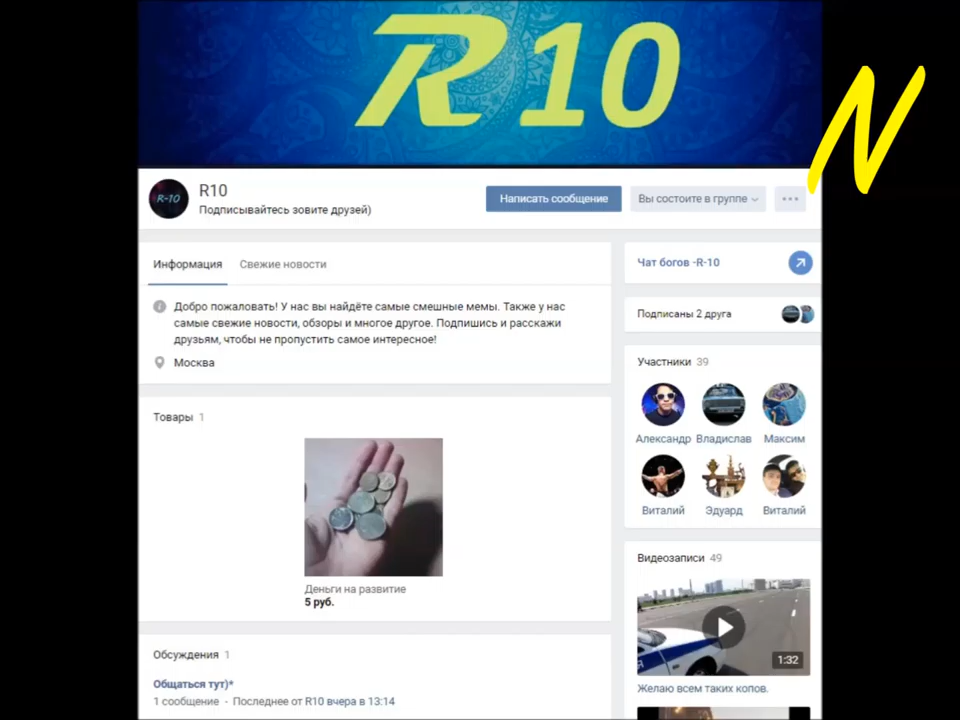 R10
N
R-10
R10
Подписывайтесь зовите друзей)
Написать сообщение
Вы состоите в группе
Информация
Свежие новости
Добро пожаловать! У нас вы найдёте самые смешные мемы. Также у нас
самые свежие новости, обзоры и многое другое. Подпишись и расскажи
друзьям, чтобы не пропустить самое интересное!
Москва
Товары 1
Деньги на развитие
5 руб.
Обсуждения 1
Общаться тут)*
1 сообщение · Последнее от R10 вчера в 13:14
Чат богов -R-10
Подписаны 2 друга
Участники 39
Александр Владислав Максим
Виталий Эдуард Виталий
Видеозаписи 49
1:32
Желаю всем таких копов.